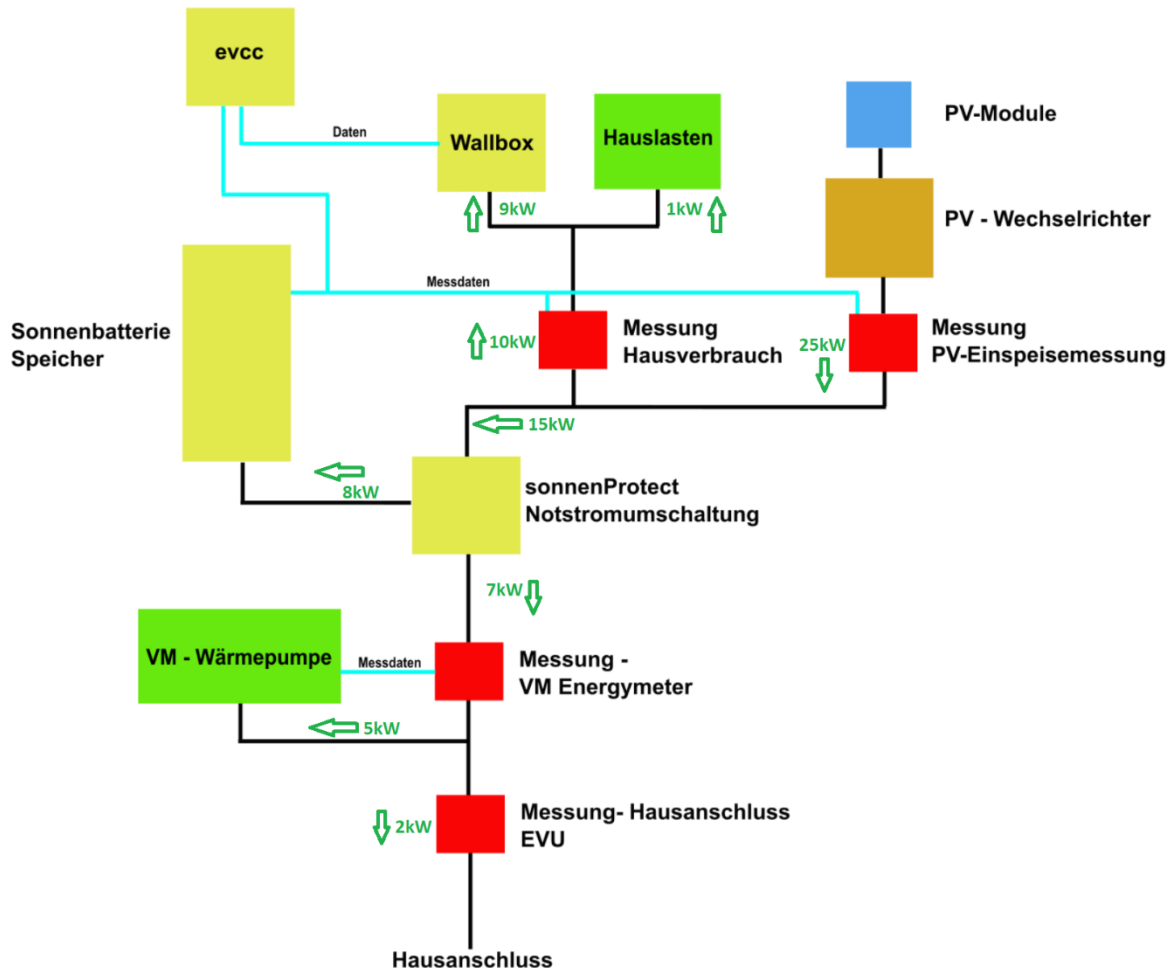 evcc
Daten
Wallbox
Hauslasten
PV-Module
9kW
1kW
PV - Wechselrichter
Messdaten
Sonnenbatterie
Speicher
10kW
Messung
Hausverbrauch
25kW
Messung
PV-Einspeisemessung
15kW
8kW
sonnenProtect
Notstromumschaltung
7kW
VM - Wärmepumpe
Messdaten
Messung -
VM Energymeter
5kW
2kW
Messung- Hausanschluss
EVU
Hausanschluss